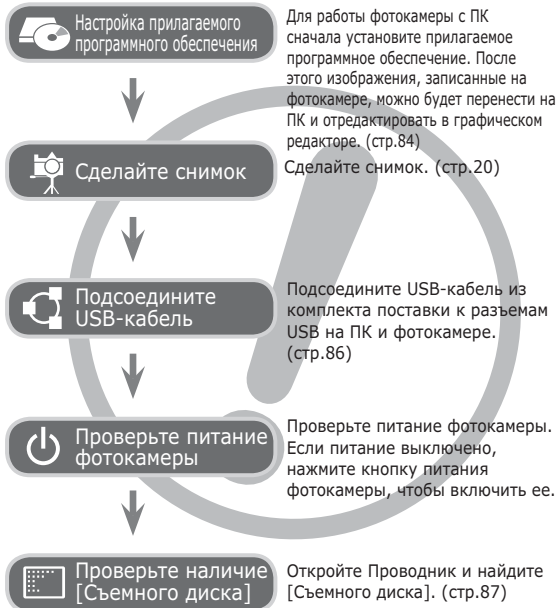 Настройка прилагаемого
программного обеспечения
Для работы фотокамеры с ПК
сначала установите прилагаемое
программное обеспечение. После
этого изображения, записанные на
фотокамере, можно будет перенести на
ПК и отредактировать в графическом
редакторе. (стр.84)
Сделайте снимок
Сделайте снимок. (стр.20)
Подсоедините
USB-кабель
Подсоедините USB-кабель из
комплекта поставки к разъемам
USB на ПК и фотокамере.
(стр.86)
Проверьте питание
фотокамеры
Проверьте питание фотокамеры.
Если питание выключено,
нажмите кнопку питания
фотокамеры, чтобы включить ее.
Проверьте наличие
[Съемного диска]
Откройте Проводник и найдите
[Съемного диска]. (стр.87)